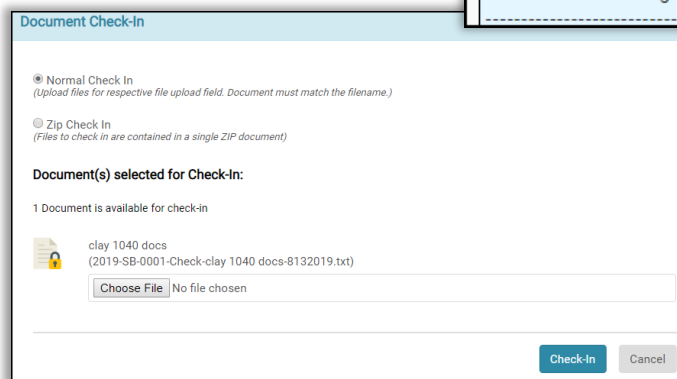 Document Check-In
Normal Check In
(Upload files for respective file upload field. Document must match the filename.)
Zip Check In
(Files to check in are contained in a single ZIP document)
Document(s) selected for Check-In:
1 Document is available for check-in
clay 1040 docs
(2019-SB-0001-Check-clay 1040 docs-8132019.txt)
Choose File No file chosen
Check-In Cancel